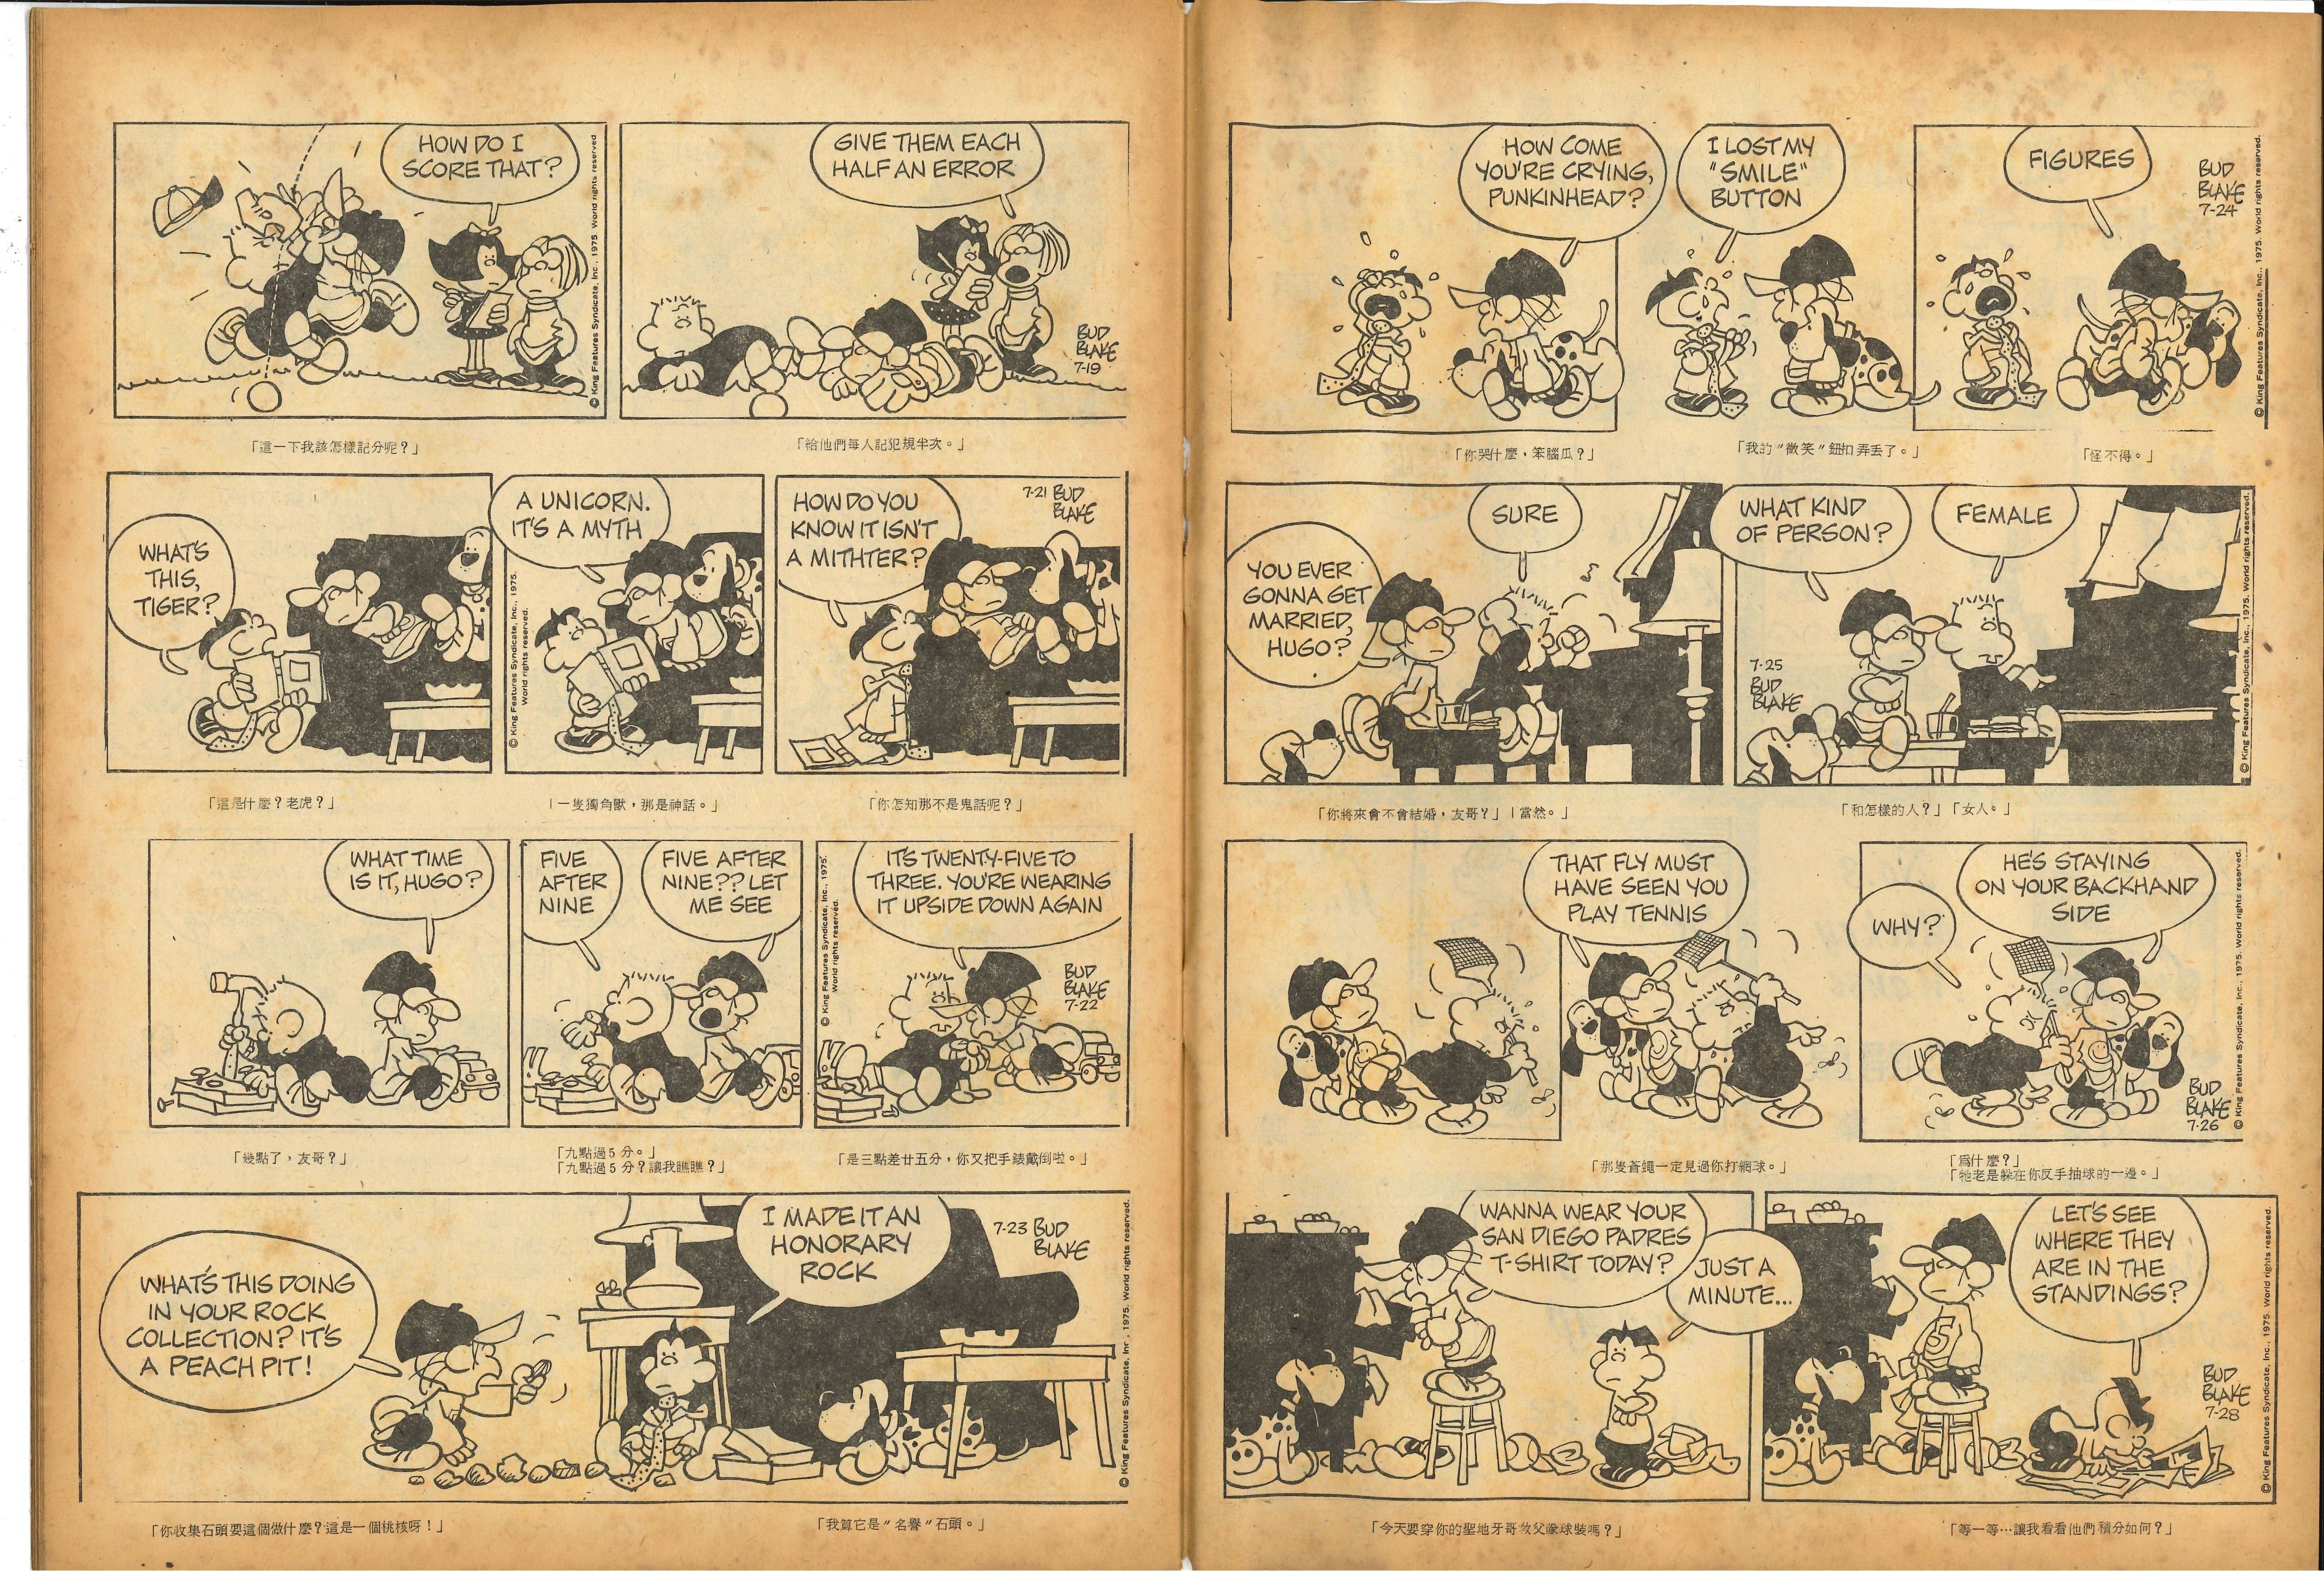 HOW DO I
SCORE THAT?
© King Features Syndicate, Inc., 1975. World rights reserved.
GIVE THEM EACH
HALF AN ERROR
BUD
BLAKE
7-19
「這一下我該怎樣記分呢？」
「給他們每人記犯規半次。」
WHAT'S
THIS,
TIGER?
© King Features Syndicate, Inc., 1975.
World rights reserved.
A UNICORN.
IT'S A MYTH
HOW DO YOU
KNOW IT ISN'T
A MITHTER?
7-21 BUD
BLAKE
「這是什麼？老虎？」
「一隻獨角獸，那是神話。」
「你怎知那不是鬼話呢？」
WHAT TIME
IS IT, HUGO?
FIVE
AFTER
NINE
FIVE AFTER
NINE?? LET
ME SEE
© King Features Syndicate, Inc., 1975.
World rights reserved.
IT'S TWENTY-FIVE TO
THREE. YOU'RE WEARING
IT UPSIDE DOWN AGAIN
BUD
BLAKE
7-22
「幾點了，友哥？」
「九點過5分。」
「九點過5分？讓我瞧瞧？」
「是三點差廿五分，你又把手錶戴倒啦。」
WHAT'S THIS DOING
IN YOUR ROCK
COLLECTION? IT'S
A PEACH PIT!
I MADE IT AN
HONORARY
ROCK
7-23 BUD
BLAKE
© King Features Syndicate, Inc., 1975. World rights reserved.
「你收集石頭要這個做什麼？這是一個桃核呀！」
「我算它是〝名譽〞石頭。」
HOW COME
YOU'RE CRYING,
PUNKINHEAD?
I LOST MY
"SMILE"
BUTTON
FIGURES
BUD
BLAKE
7-24
© King Features Syndicate, Inc., 1975. World rights reserved.
「你哭什麼，笨腦瓜？」
「我的〝微笑〞鈕扣弄丟了。」
「怪不得。」
YOU EVER
GONNA GET
MARRIED,
HUGO?
SURE
WHAT KIND
OF PERSON?
FEMALE
7-25
BUD
BLAKE
© King Features Syndicate, Inc., 1975. World rights reserved.
「你將來會不會結婚，友哥？」「當然。」
「和怎樣的人？」「女人。」
THAT FLY MUST
HAVE SEEN YOU
PLAY TENNIS
WHY?
HE'S STAYING
ON YOUR BACKHAND
SIDE
BUD
BLAKE
7-26
© King Features Syndicate, Inc., 1975. World rights reserved.
「那隻蒼蠅一定見過你打網球。」
「爲什麼？」
「牠老是躲在你反手抽球的一邊。」
WANNA WEAR YOUR
SAN DIEGO PADRES
T-SHIRT TODAY?
JUST A
MINUTE...
5
LET'S SEE
WHERE THEY
ARE IN THE
STANDINGS?
BUD
BLAKE
7-28
© King Features Syndicate, Inc., 1975. World rights reserved.
「今天要穿你的聖地牙哥教父隊球裝嗎？」
「等一等…讓我看看他們積分如何？」